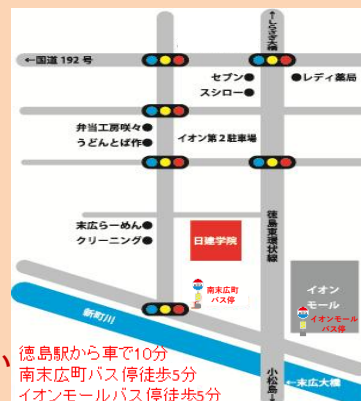 ←しらさぎ大橋
←国道192号
セブン●
●レディ薬局
スシロー●
弁当工房咲々●
うどんとば作●
イオン第2駐車場
徳島東環状線
末広らーめん●
クリーニング●
日建学院
南末広町
バス停
イオン
モール
イオンモール
バス停
新町川
←末広大橋
小松島→
徳島駅から車で10分
南末広町バス停徒歩5分
イオンモールバス停徒歩5分